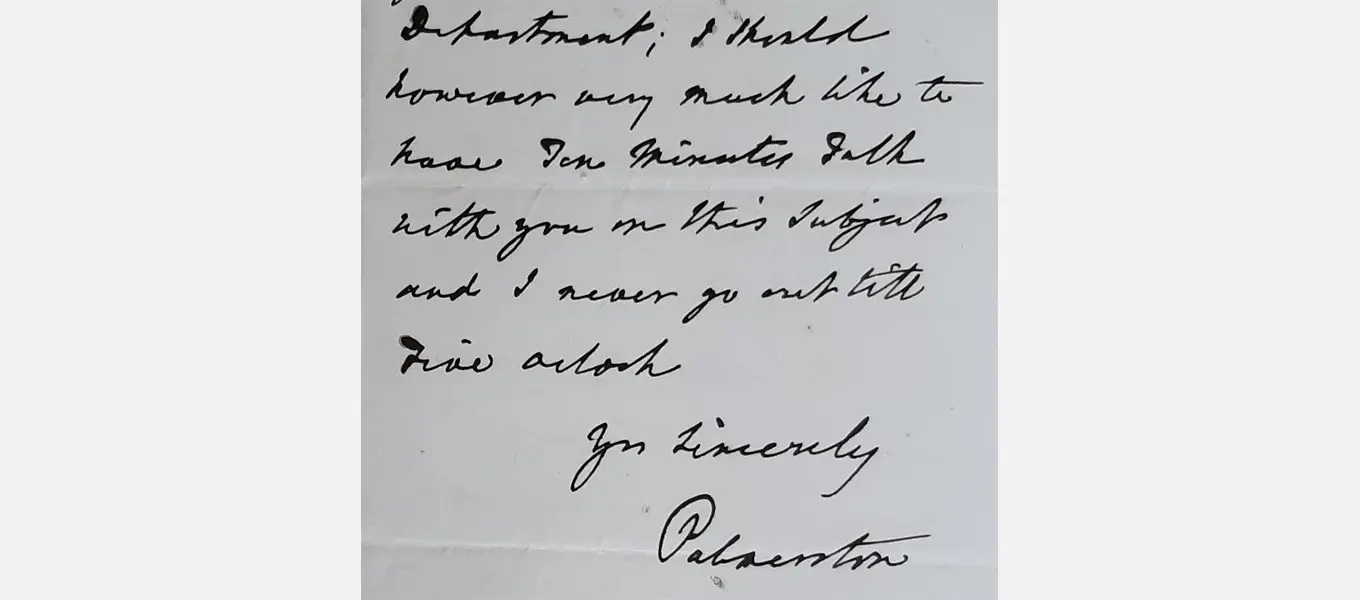 Department; I should
however very much like to
have Ten Minutes Talk
with you on this Subject
and I never go out till
Five oclock
Yrs sincerely
Palmerston